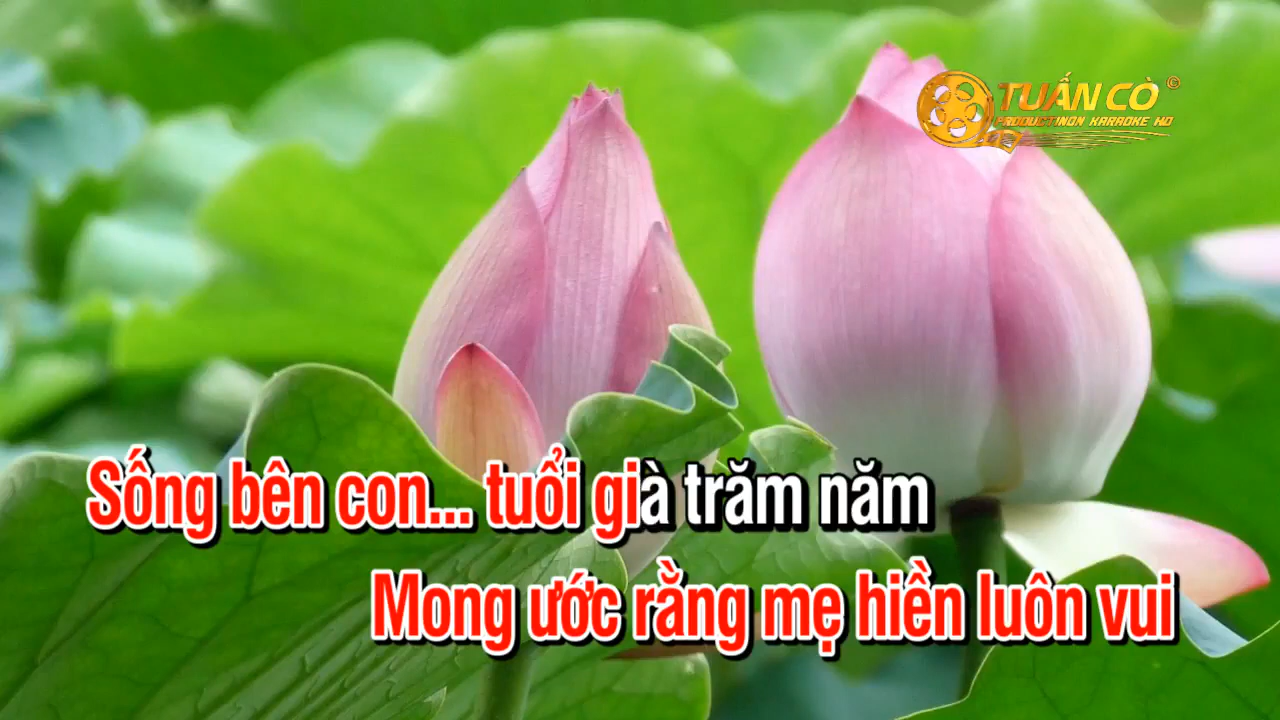 TUẤN CÒ ©
PRODUCTINON KARAOKE HD
Sống bên con... tuổi già trăm năm
Mong ước rằng mẹ hiền luôn vui